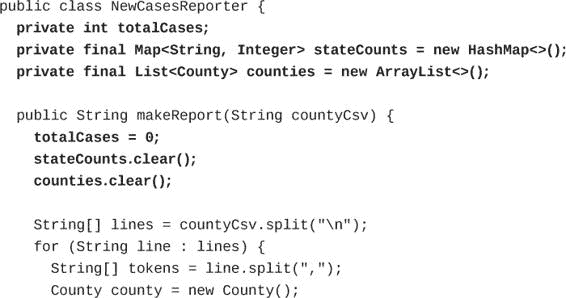 public class NewCasesReporter {
  private int totalCases;
  private final Map<String, Integer> stateCounts = new HashMap<>();
  private final List<County> counties = new ArrayList<>();

  public String makeReport(String countyCsv) {
    totalCases = 0;
    stateCounts.clear();
    counties.clear();

    String[] lines = countyCsv.split("\n");
    for (String line : lines) {
      String[] tokens = line.split(",");
      County county = new County();